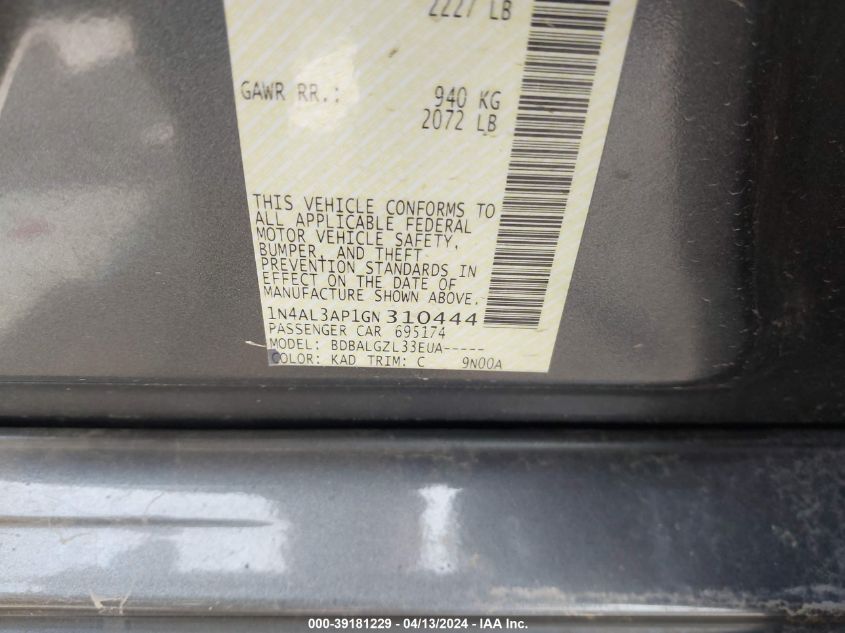 2227 LB
GAWR RR.: 940 KG
2072 LB
THIS VEHICLE CONFORMS TO
ALL APPLICABLE FEDERAL
MOTOR VEHICLE SAFETY,
BUMPER, AND THEFT
PREVENTION STANDARDS IN
EFFECT ON THE DATE OF
MANUFACTURE SHOWN ABOVE.
1N4AL3AP1GN310444
PASSENGER CAR 695174
MODEL: BDBALGZL33EUA-----
COLOR: KAD TRIM: C 9N00A
000-39181229 - 04/13/2024 - IAA Inc.